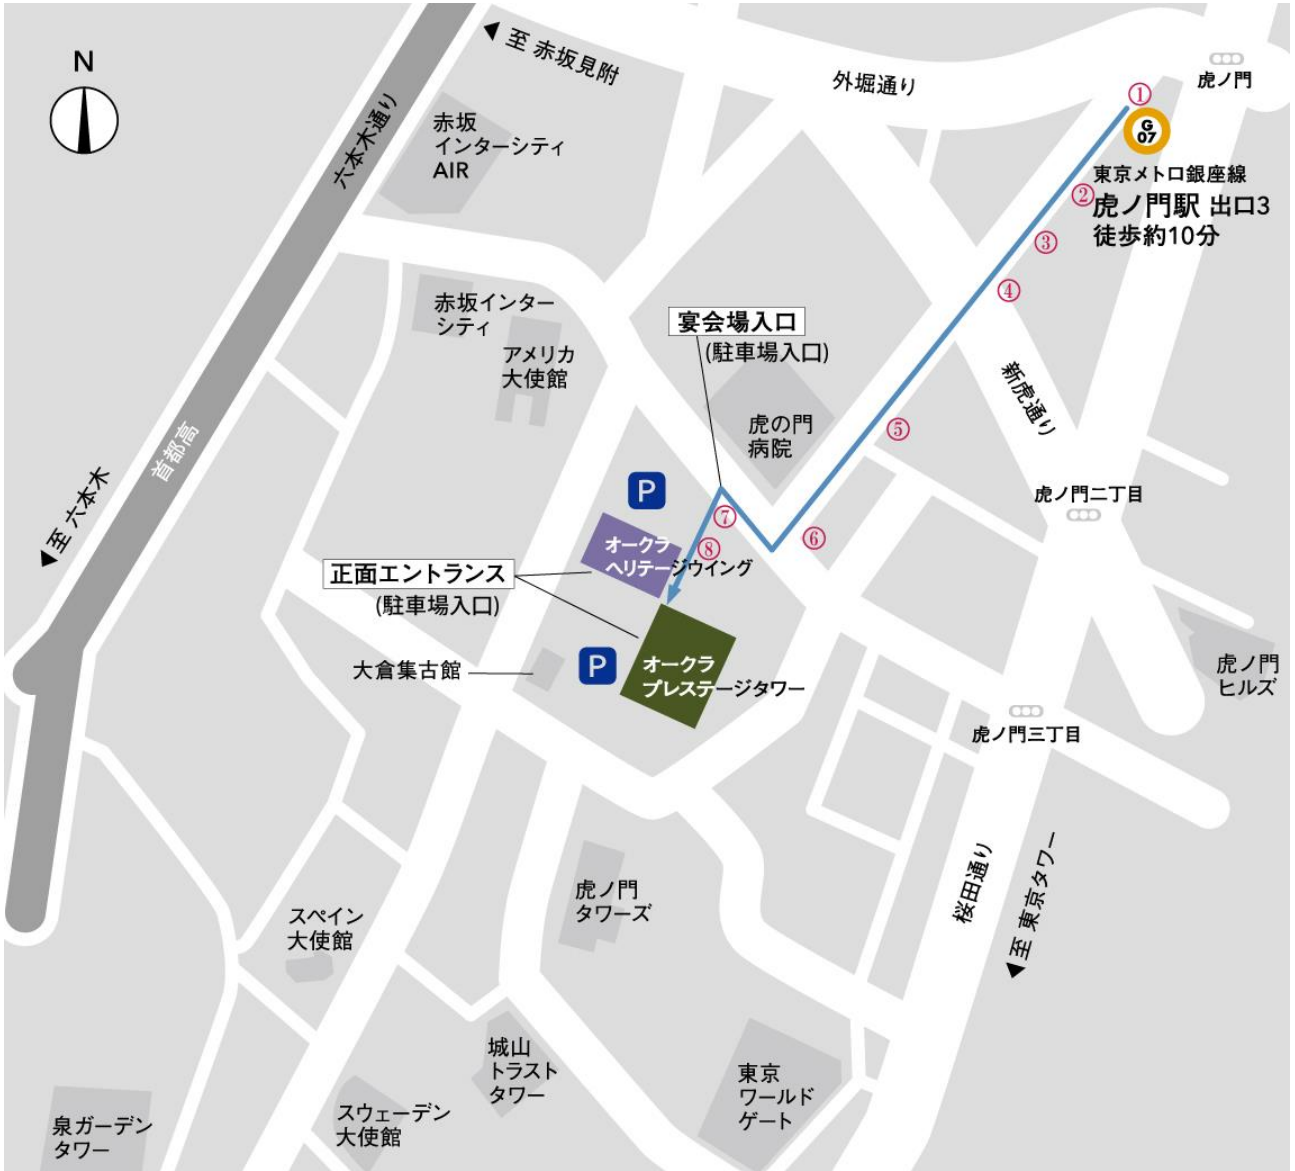 N
至 赤坂見附
外堀通り
虎ノ門
①
G
07
東京メトロ銀座線
虎ノ門駅 出口3
徒歩約10分
②
③
④
六本木通り
赤坂
インターシティ
AIR
赤坂インター
シティ
アメリカ
大使館
宴会場入口
(駐車場入口)
虎の門
病院
⑤
新虎通り
首都高
至 六本木
虎ノ門二丁目
P
⑦
⑥
⑧
オークラ
ヘリテージウイング
正面エントランス
(駐車場入口)
大倉集古館
P
オークラ
プレステージタワー
虎ノ門
ヒルズ
虎ノ門三丁目
桜田通り
至 東京タワー
虎ノ門
タワーズ
スペイン
大使館
城山
トラスト
タワー
東京
ワールド
ゲート
スウェーデン
大使館
泉ガーデン
タワー